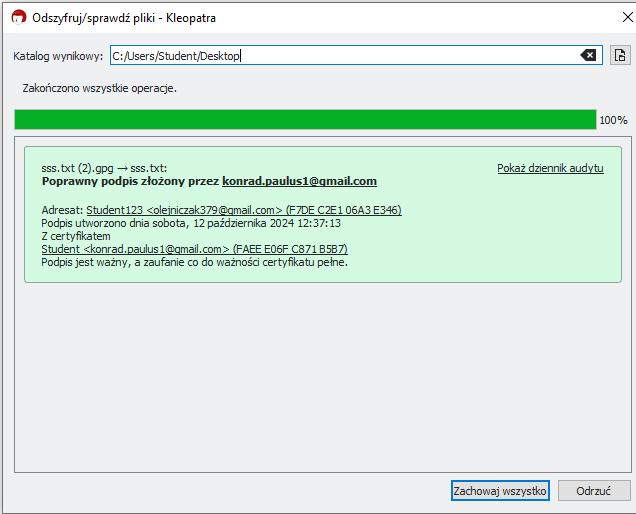 Odszyfruj/sprawdź pliki - Kleopatra
Katalog wynikowy: C:/Users/Student/Desktop
Zakończono wszystkie operacje.
100%
sss.txt (2).gpg → sss.txt: Pokaż dziennik audytu
Poprawny podpis złożony przez konrad.paulus1@gmail.com
Adresat: Student123 <olejniczak379@gmail.com> (F7DE C2E1 06A3 E346)
Podpis utworzono dnia sobota, 12 października 2024 12:37:13
Z certyfikatem
Student <konrad.paulus1@gmail.com> (FAEE E06F C871 B5B7)
Podpis jest ważny, a zaufanie co do ważności certyfikatu pełne.
Zachowaj wszystko Odrzuć